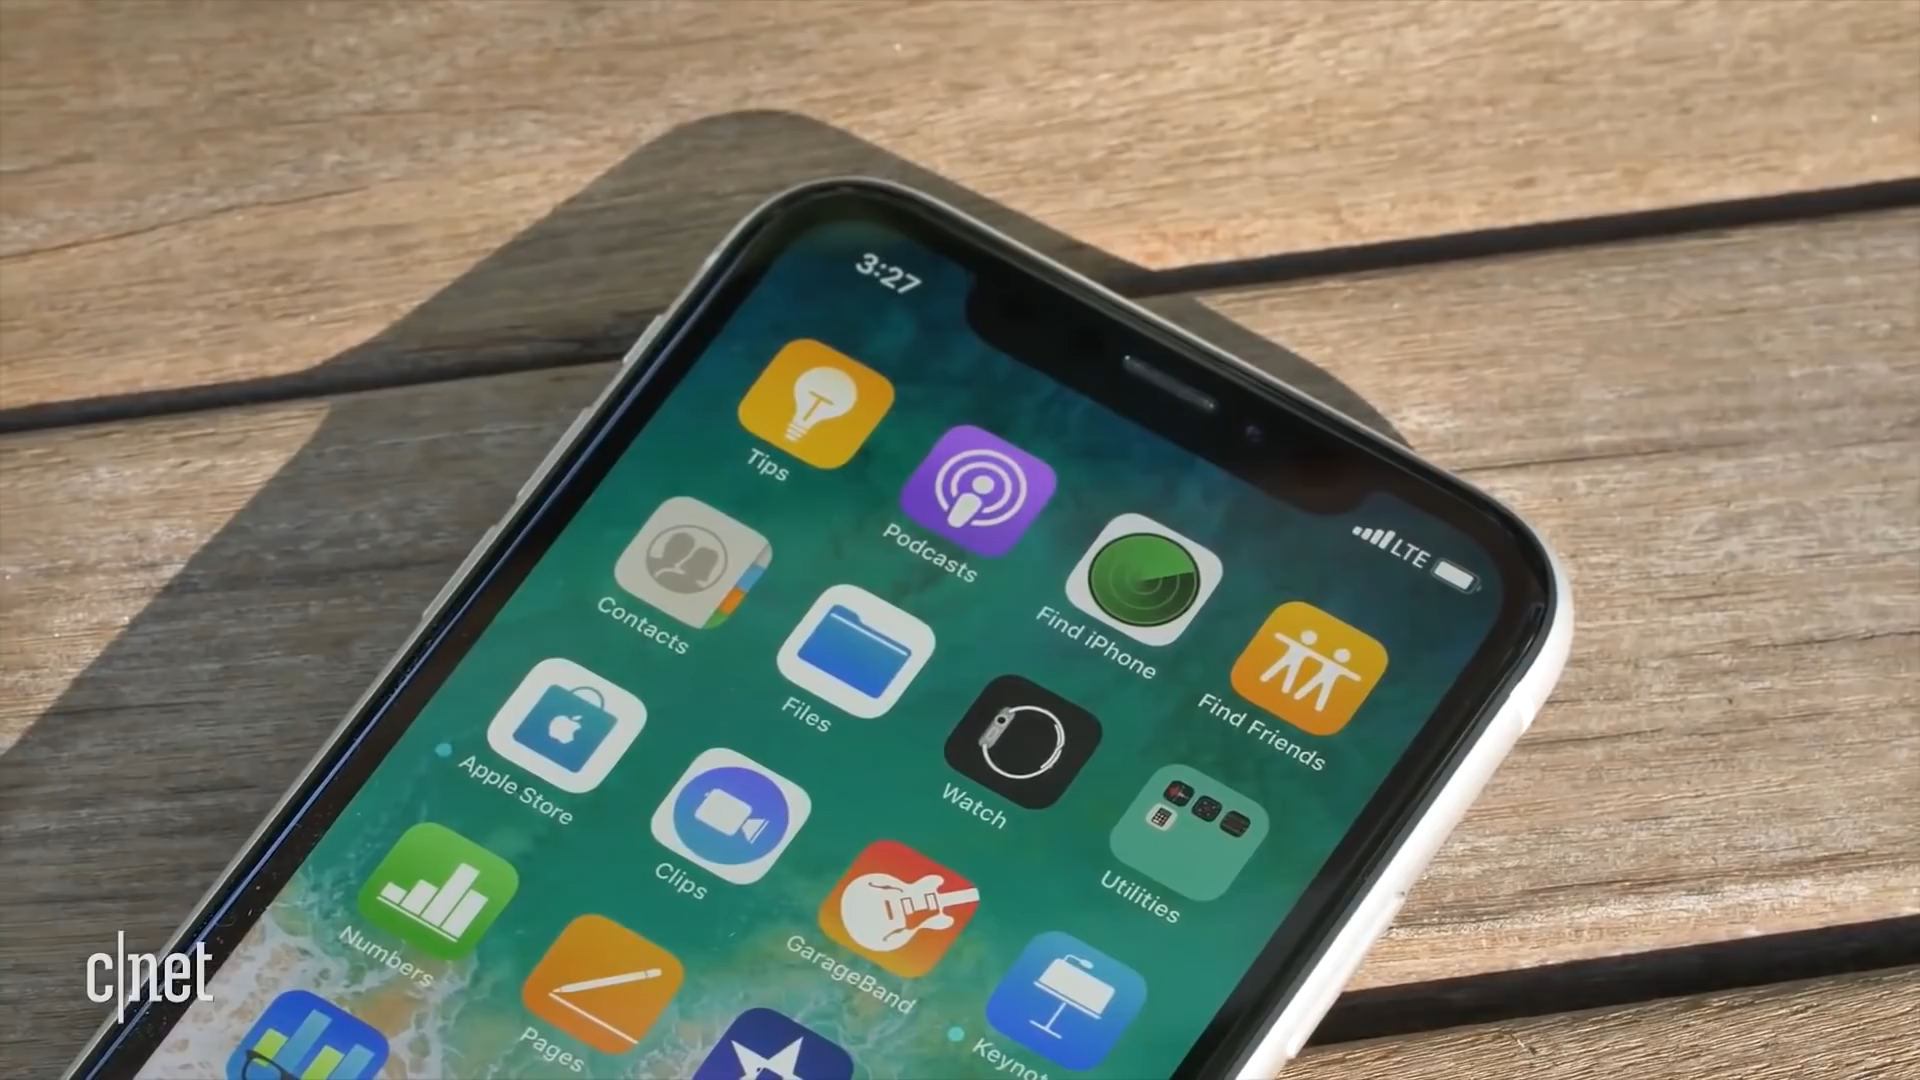 3:27
LTE
Tips
Podcasts
Find iPhone
Find Friends
Contacts
Files
Watch
Utilities
Apple Store
Clips
GarageBand
Keynot
Numbers
Pages
c|net